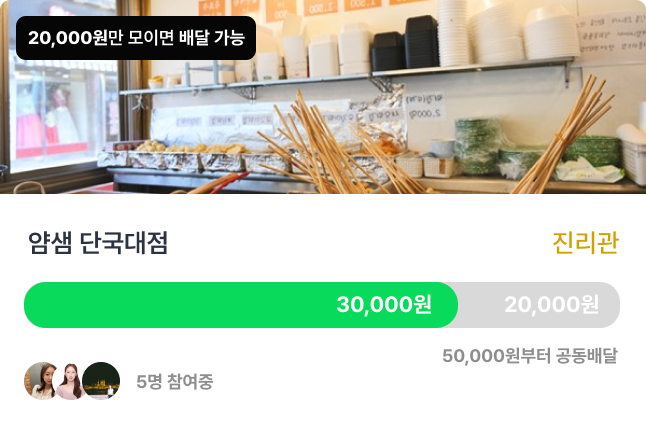 20,000원만 모이면 배달 가능
얌샘 단국대점
진리관
30,000원
20,000원
50,000원부터 공동배달
5명 참여중